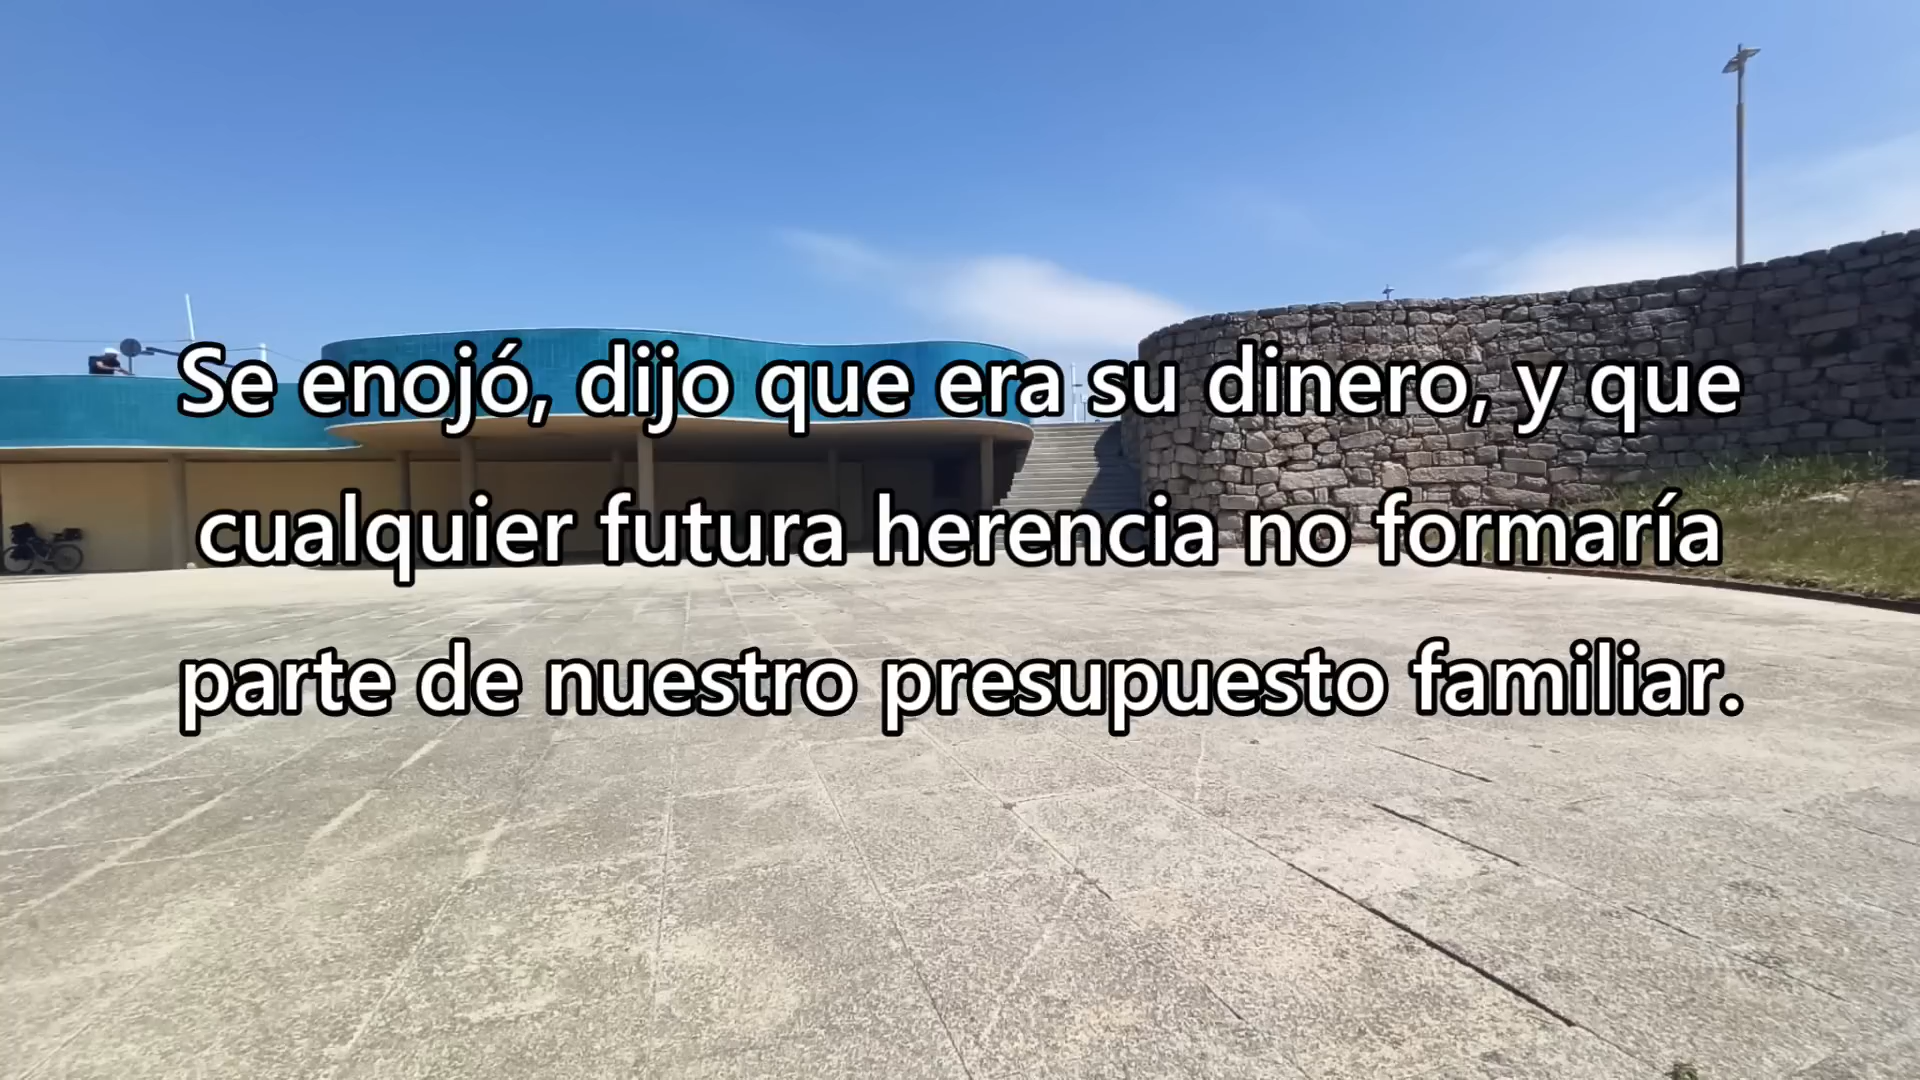 Se enojó, dijo que era su dinero, y que
cualquier futura herencia no formaría
parte de nuestro presupuesto familiar.